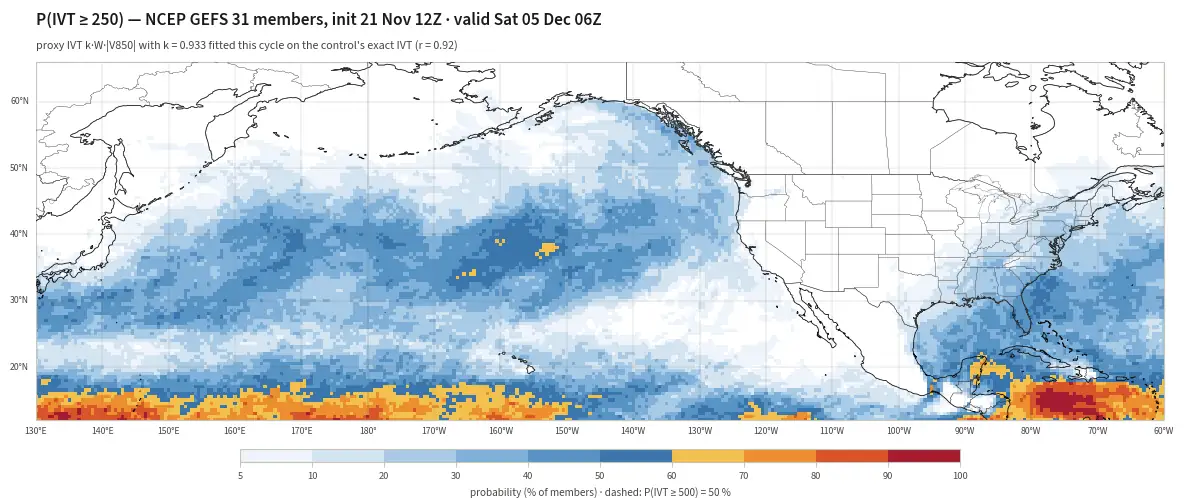 P(IVT ≥ 250) — NCEP GEFS 31 members, init 21 Nov 12Z · valid Sat 05 Dec 06Z
proxy IVT k·W·|V850| with k = 0.933 fitted this cycle on the control's exact IVT (r = 0.92)
60°N
50°N
40°N
30°N
20°N
130°E 140°E 150°E 160°E 170°E 180° 170°W 160°W 150°W 140°W 130°W 120°W 110°W 100°W 90°W 80°W 70°W 60°W
5 10 20 30 40 50 60 70 80 90 100
probability (% of members) · dashed: P(IVT ≥ 500) = 50 %